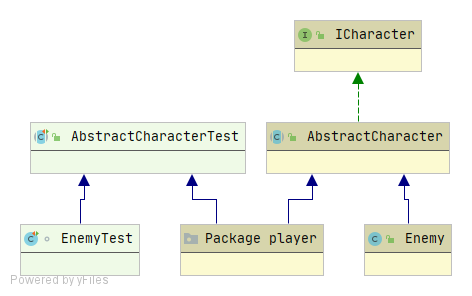 ICharacter
AbstractCharacterTest
AbstractCharacter
EnemyTest
Package player
Enemy
Powered by yFiles